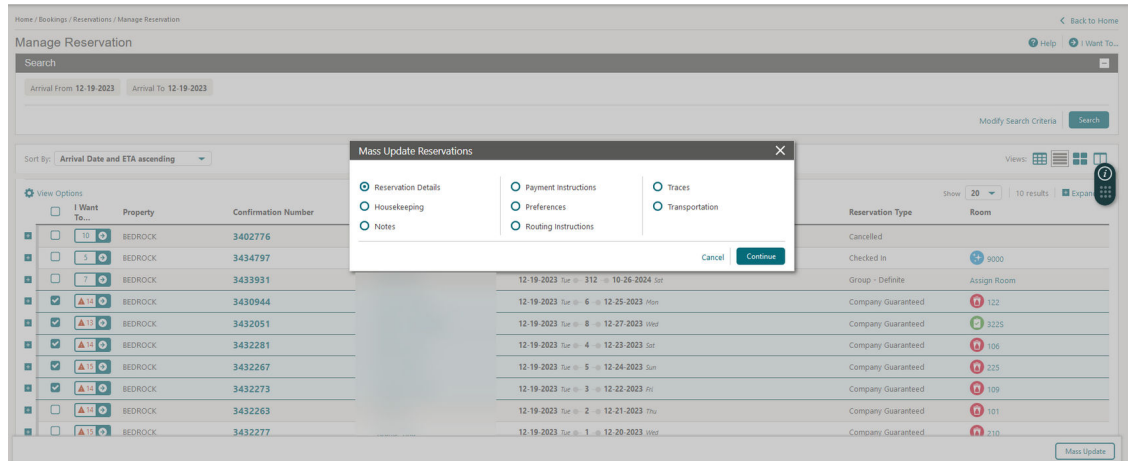 Home / Bookings / Reservations / Manage Reservation
Back to Home
Manage Reservation
Help
I Want To...
Search
Arrival From 12-19-2023
Arrival To 12-19-2023
Modify Search Criteria
Search
Sort By: Arrival Date and ETA ascending
Views:
Mass Update Reservations
Reservation Details
Payment Instructions
Traces
Housekeeping
Preferences
Transportation
Notes
Routing Instructions
Cancel
Continue
View Options
Show 20 10 results
I Want To... Property Confirmation Number Reservation Type Room
10 BEDROCK 3402776 Cancelled
5 BEDROCK 3434797 Checked In 9000
7 BEDROCK 3433931 12-19-2023 Tue 312 10-26-2024 Sat Group - Definite Assign Room
14 BEDROCK 3430944 12-19-2023 Tue 6 12-25-2023 Mon Company Guaranteed 122
13 BEDROCK 3432051 12-19-2023 Tue 8 12-27-2023 Wed Company Guaranteed 3225
14 BEDROCK 3432281 12-19-2023 Tue 4 12-23-2023 Sat Company Guaranteed 106
15 BEDROCK 3432267 12-19-2023 Tue 5 12-24-2023 Sun Company Guaranteed 225
14 BEDROCK 3432273 12-19-2023 Tue 3 12-22-2023 Fri Company Guaranteed 109
14 BEDROCK 3432263 12-19-2023 Tue 2 12-21-2023 Thu Company Guaranteed 101
15 BEDROCK 3432277 12-19-2023 Tue 1 12-20-2023 Wed Company Guaranteed 210
Mass Update